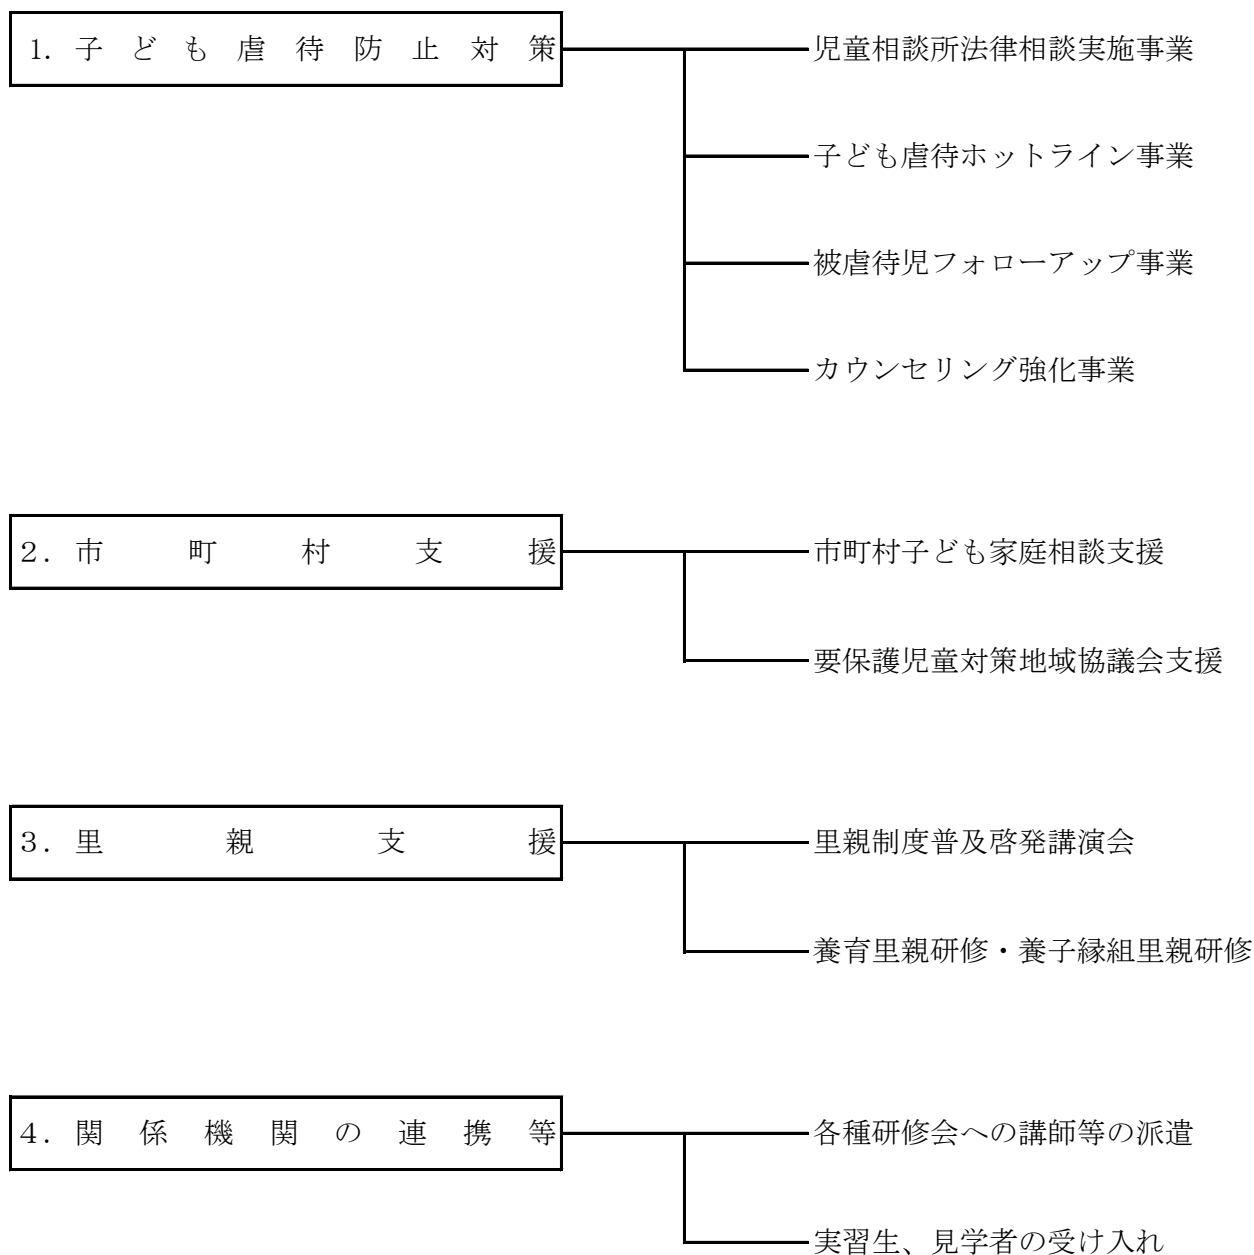 1. 子ども虐待防止対策
児童相談所法律相談実施事業
子ども虐待ホットライン事業
被虐待児フォローアップ事業
カウンセリング強化事業
2. 市町村支援
市町村子ども家庭相談支援
要保護児童対策地域協議会支援
3. 里親支援
里親制度普及啓発講演会
養育里親研修・養子縁組里親研修
4. 関係機関の連携等
各種研修会への講師等の派遣
実習生、見学者の受け入れ